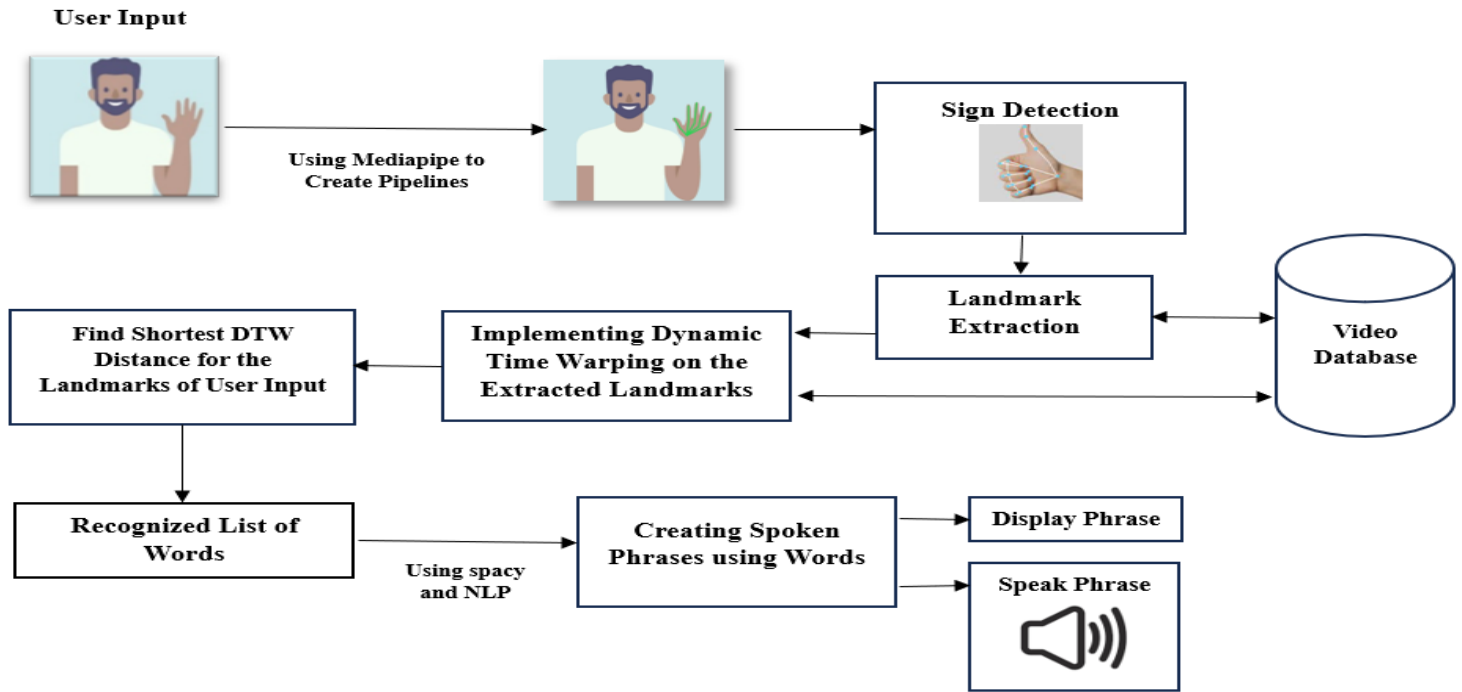 User Input
Using Mediapipe to
Create Pipelines
Sign Detection
Landmark
Extraction
Video
Database
Implementing Dynamic
Time Warping on the
Extracted Landmarks
Find Shortest DTW
Distance for the
Landmarks of User Input
Recognized List of
Words
Using spacy
and NLP
Creating Spoken
Phrases using Words
Display Phrase
Speak Phrase